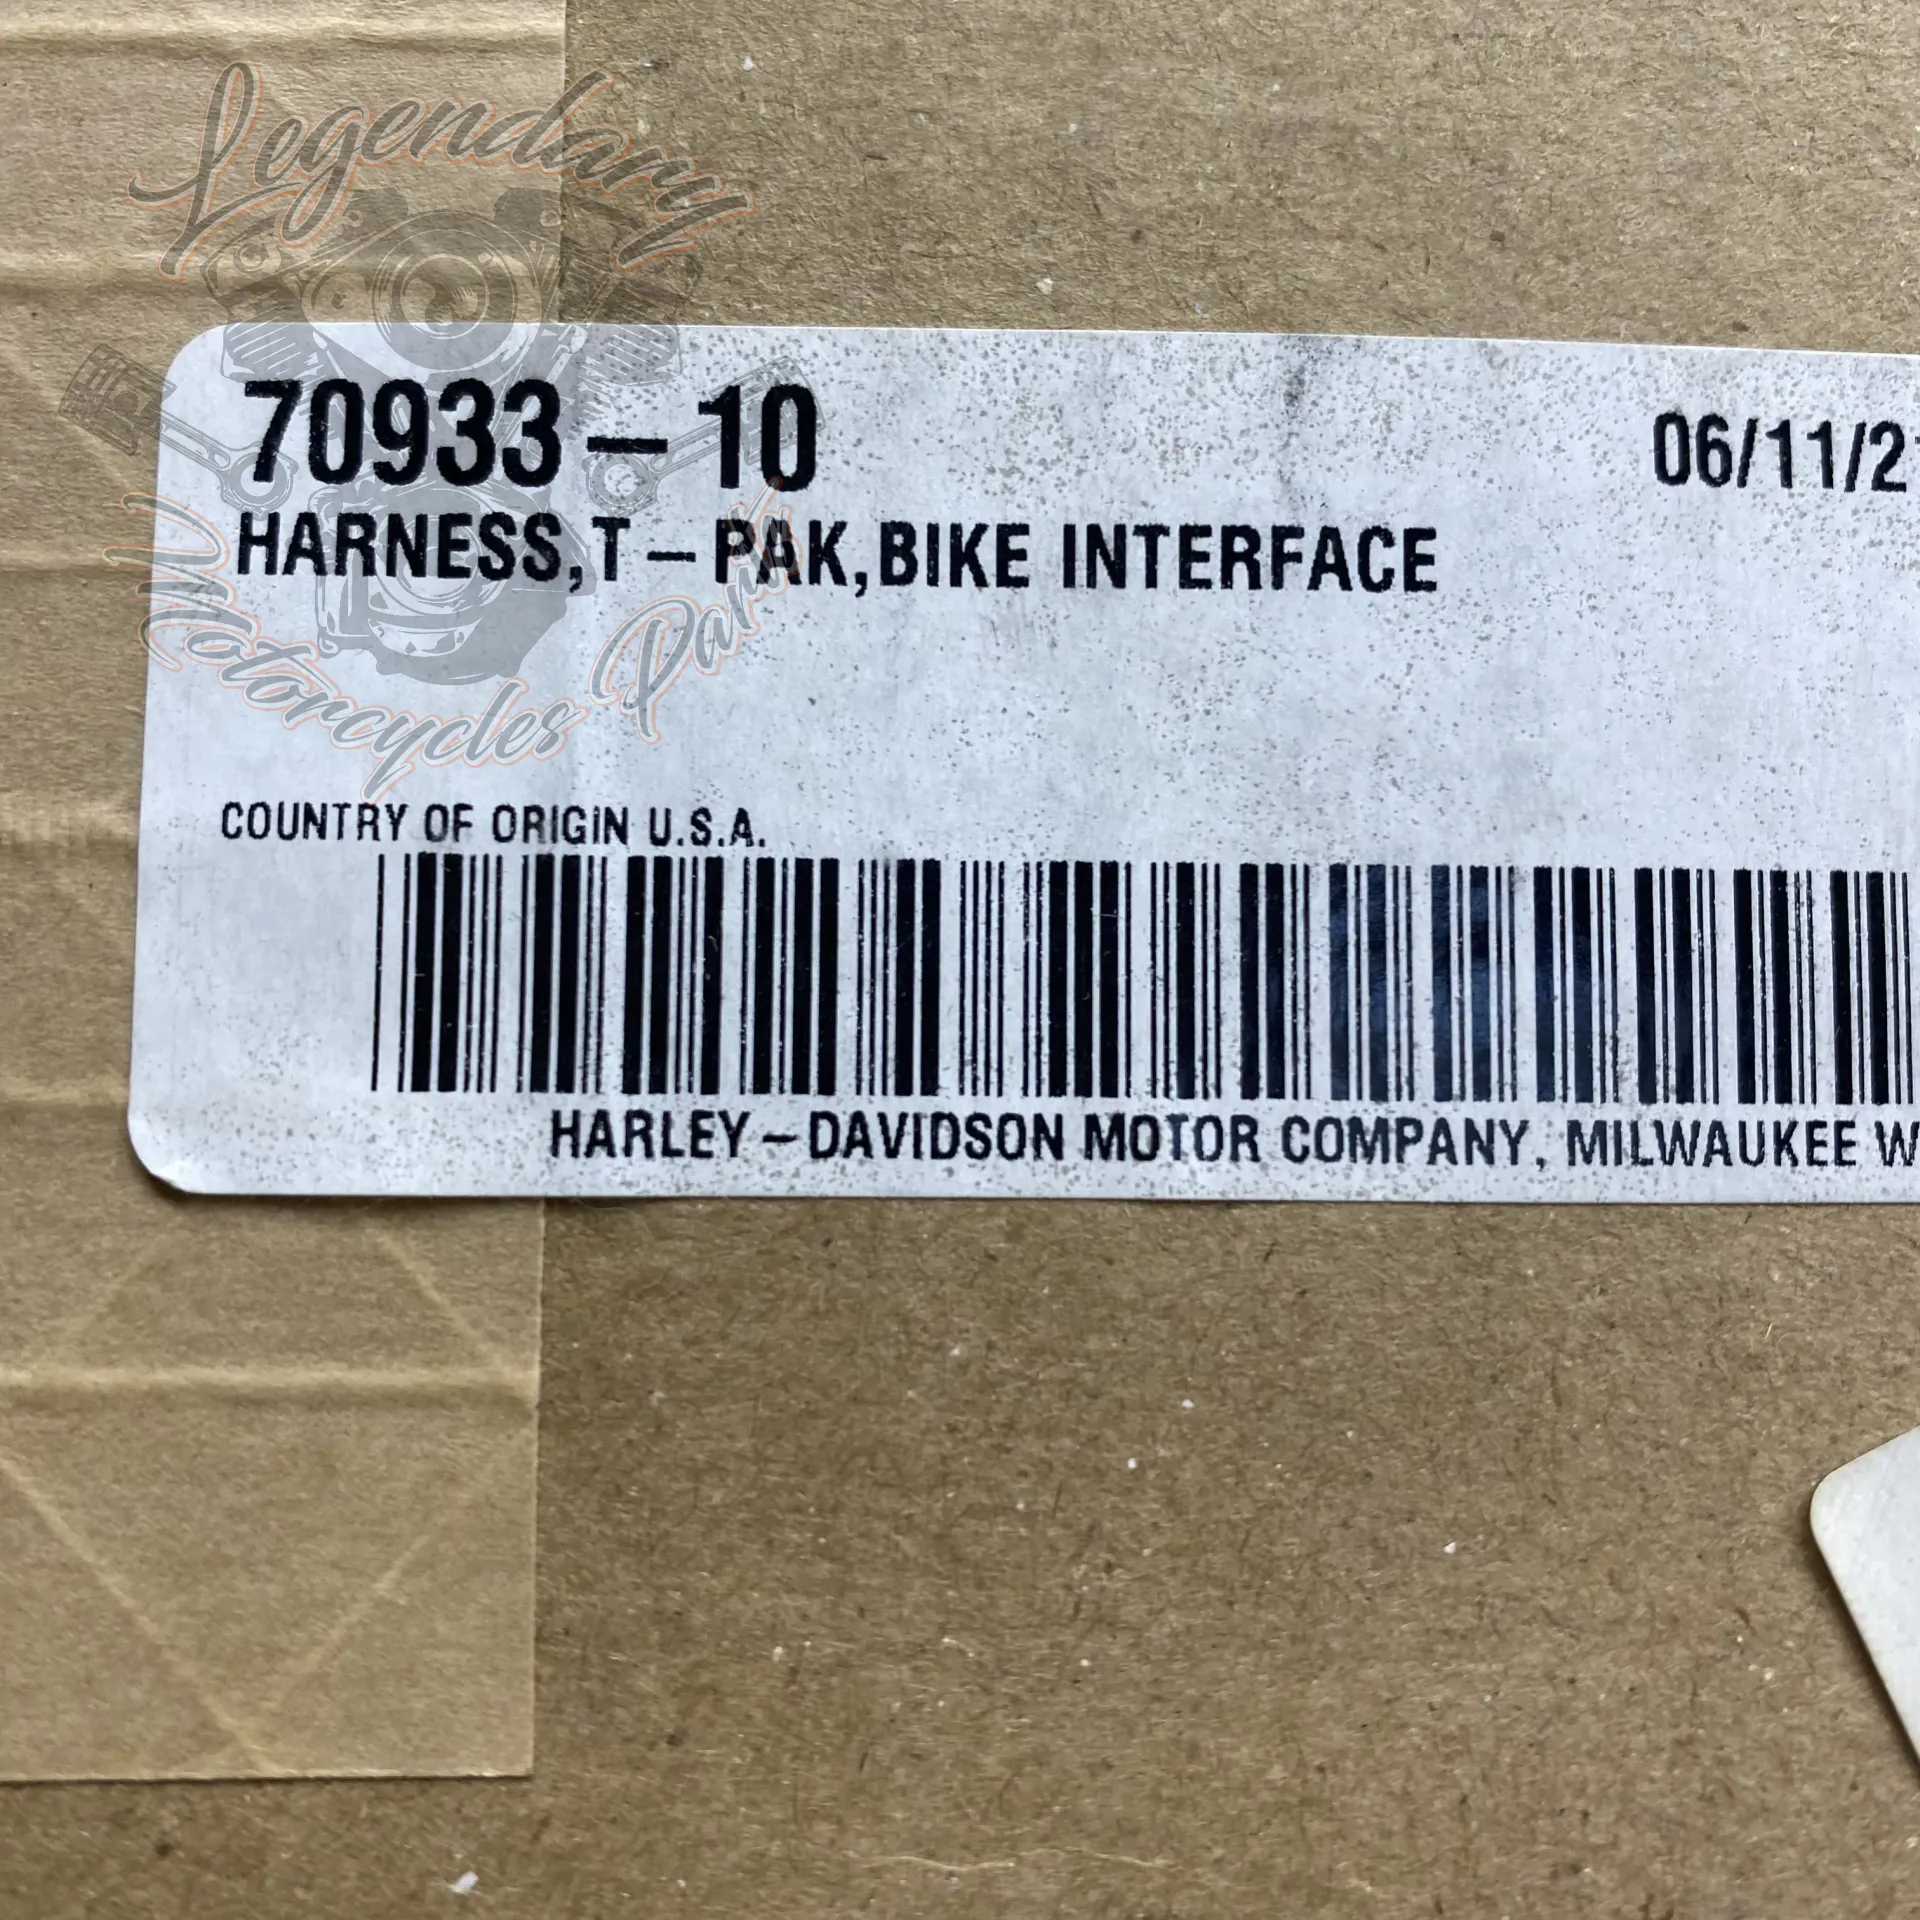 Legendary
70933-10
06/11/21
HARNESS,T-PAK,BIKE INTERFACE
Motorcycles Parts
COUNTRY OF ORIGIN U.S.A.
HARLEY-DAVIDSON MOTOR COMPANY, MILWAUKEE W